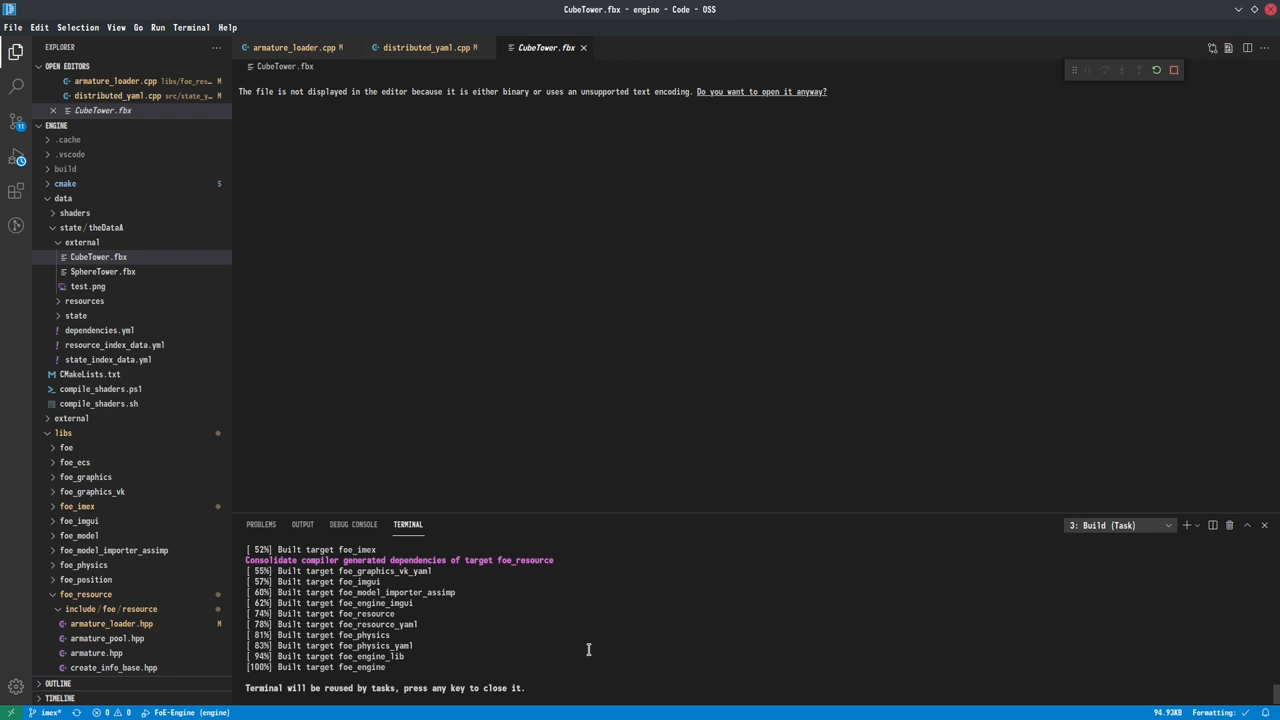 CubeTower.fbx - engine - Code - OSS
File Edit Selection View Go Run Terminal Help
EXPLORER
OPEN EDITORS
armature_loader.cpp libs/foe_res... M
distributed_yaml.cpp src/state_y... M
CubeTower.fbx
ENGINE
.cache
.vscode
build
cmake S
data
shaders
state / theDataA
external
CubeTower.fbx
SphereTower.fbx
test.png
resources
state
! dependencies.yml
! resource_index_data.yml
! state_index_data.yml
M CMakeLists.txt
compile_shaders.ps1
compile_shaders.sh
external
libs
foe
foe_ecs
foe_graphics
foe_graphics_vk
foe_imex
foe_imgui
foe_model
foe_model_importer_assimp
foe_physics
foe_position
foe_resource
include / foe / resource
armature_loader.hpp M
armature_pool.hpp
armature.hpp
create_info_base.hpp
OUTLINE
TIMELINE
11
armature_loader.cpp M distributed_yaml.cpp M CubeTower.fbx
CubeTower.fbx
The file is not displayed in the editor because it is either binary or uses an unsupported text encoding. Do you want to open it anyway?
PROBLEMS OUTPUT DEBUG CONSOLE TERMINAL 3: Build (Task)
[ 52%] Built target foe_imex
Consolidate compiler generated dependencies of target foe_resource
[ 55%] Built target foe_graphics_vk_yaml
[ 57%] Built target foe_imgui
[ 60%] Built target foe_model_importer_assimp
[ 62%] Built target foe_engine_imgui
[ 74%] Built target foe_resource
[ 78%] Built target foe_resource_yaml
[ 81%] Built target foe_physics
[ 83%] Built target foe_physics_yaml
[ 94%] Built target foe_engine_lib
[100%] Built target foe_engine
Terminal will be reused by tasks, press any key to close it.
imex* 0 0 FoE-Engine (engine) 94.93KB Formatting: ✓